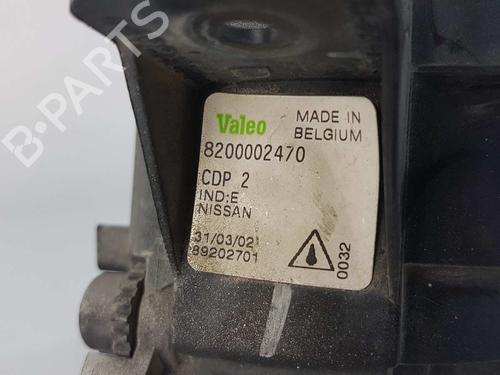 Valeo MADE IN
BELGIUM
8200002470
CDP 2
IND:E
NISSAN
31/03/02
89202701
0032
B-PARTS